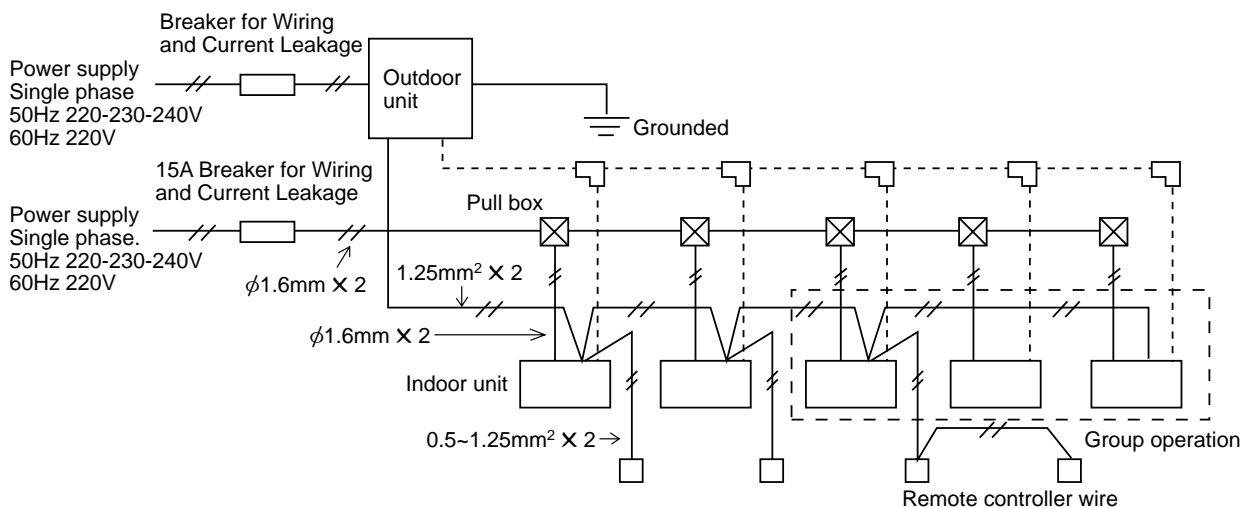 Breaker for Wiring
and Current Leakage
Power supply
Single phase
50Hz 220-230-240V
60Hz 220V
Outdoor
unit
Grounded
15A Breaker for Wiring
and Current Leakage
Power supply
Single phase.
50Hz 220-230-240V
60Hz 220V
Pull box
ϕ1.6mm × 2
1.25mm² × 2
ϕ1.6mm × 2
Indoor unit
0.5~1.25mm² × 2
Group operation
Remote controller wire